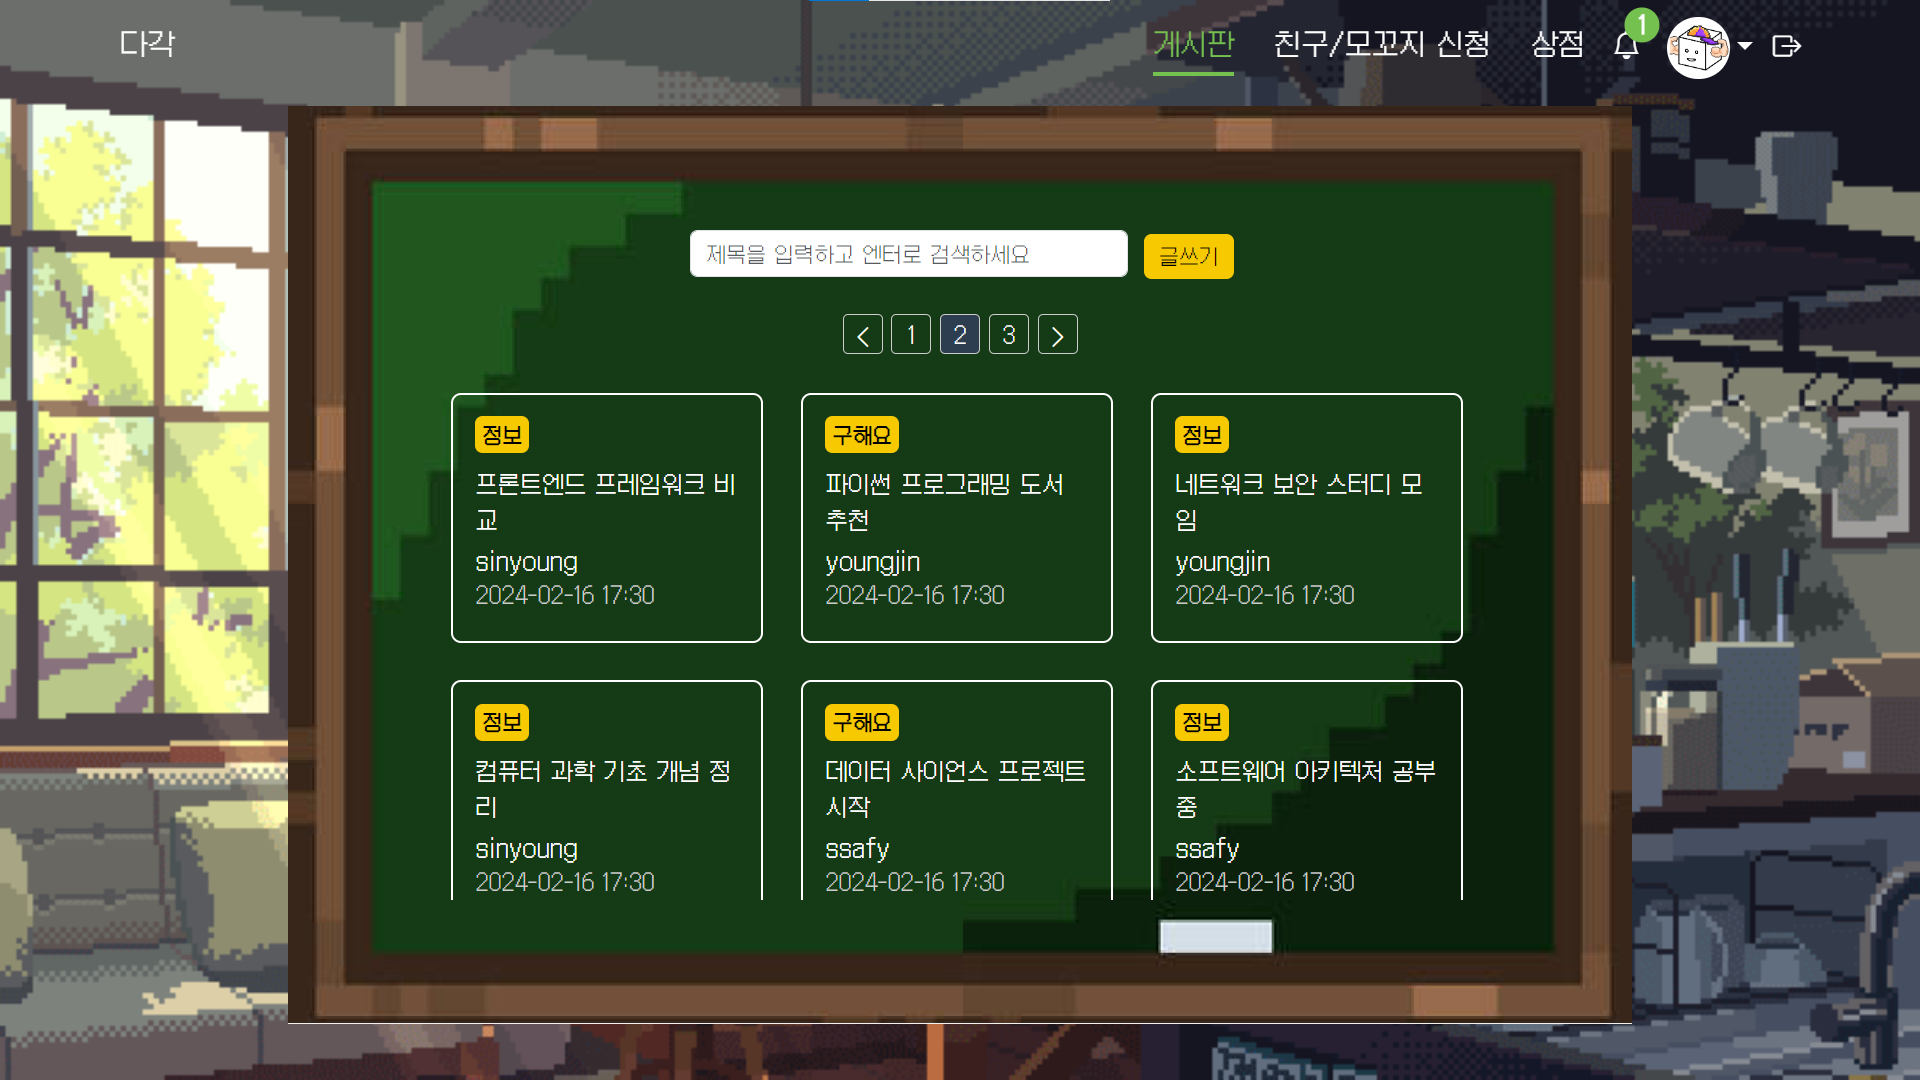 다각
게시판 친구/모꼬지 신청 상점 1
제목을 입력하고 엔터로 검색하세요 글쓰기
1 2 3
정보
프론트엔드 프레임워크 비
교
sinyoung
2024-02-16 17:30
구해요
파이썬 프로그래밍 도서
추천
youngjin
2024-02-16 17:30
정보
네트워크 보안 스터디 모
임
youngjin
2024-02-16 17:30
정보
컴퓨터 과학 기초 개념 정
리
sinyoung
2024-02-16 17:30
구해요
데이터 사이언스 프로젝트
시작
ssafy
2024-02-16 17:30
정보
소프트웨어 아키텍처 공부
중
ssafy
2024-02-16 17:30